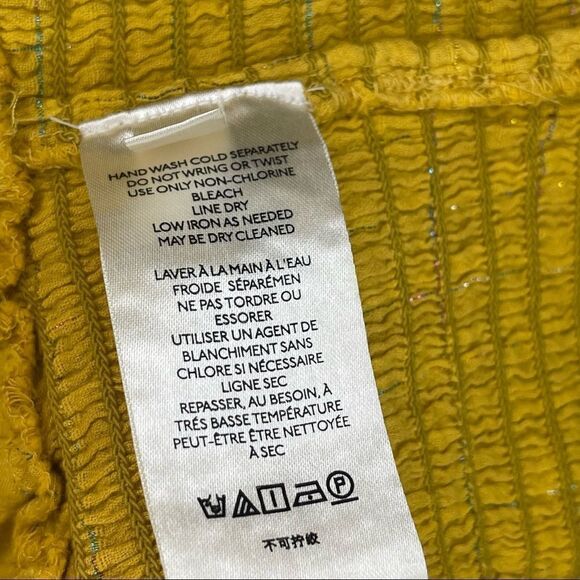 HAND WASH COLD SEPARATELY
DO NOT WRING OR TWIST
USE ONLY NON-CHLORINE
BLEACH
LINE DRY
LOW IRON AS NEEDED
MAY BE DRY CLEANED
LAVER À LA MAIN À L'EAU
FROIDE SÉPARÉMEN
NE PAS TORDRE OU
ESSORER
UTILISER UN AGENT DE
BLANCHIMENT SANS
CHLORE SI NÉCESSAIRE
LIGNE SEC
REPASSER, AU BESOIN, À
TRÉS BASSE TEMPÉRATURE
PEUT-ÊTRE ÊTRE NETTOYÉE
À SEC
P
不可拧绞